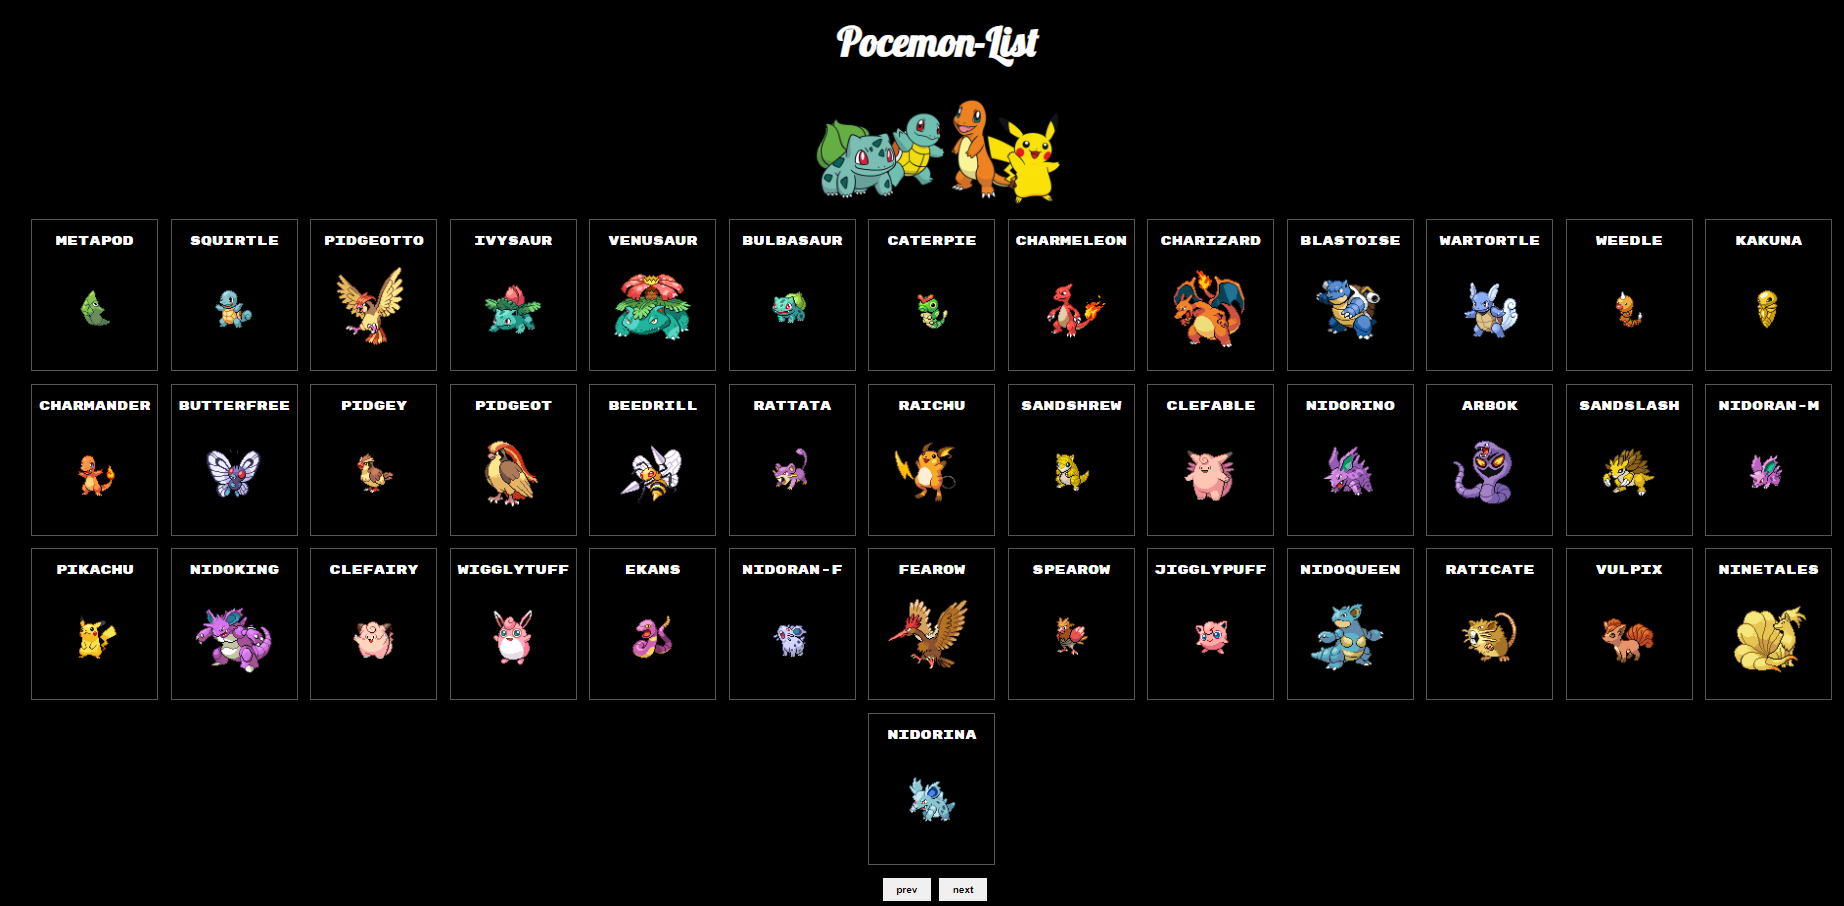 Pocemon-List
METAPOD SQUIRTLE PIDGEOTTO IVYSAUR VENUSAUR BULBASAUR CATERPIE CHARMELEON CHARIZARD BLASTOISE WARTORTLE WEEDLE KAKUNA
CHARMANDER BUTTERFREE PIDGEY PIDGEOT BEEDRILL RATTATA RAICHU SANDSHREW CLEFABLE NIDORINO ARBOK SANDSLASH NIDORAN-M
PIKACHU NIDOKING CLEFAIRY WIGGLYTUFF EKANS NIDORAN-F FEAROW SPEAROW JIGGLYPUFF NIDOQUEEN RATICATE VULPIX NINETALES
NIDORINA
prev next